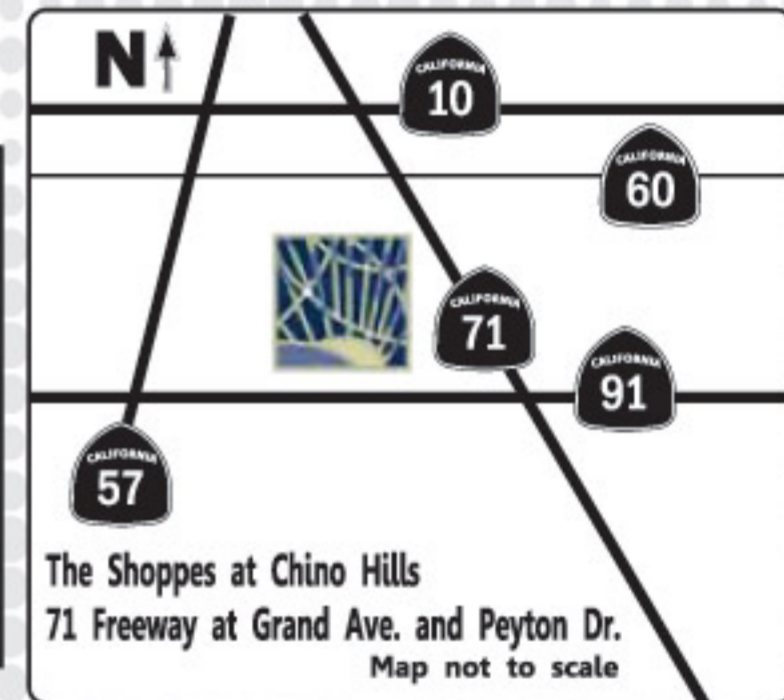 N
CALIFORNIA
10
CALIFORNIA
60
CALIFORNIA
71
CALIFORNIA
91
CALIFORNIA
57
The Shoppes at Chino Hills
71 Freeway at Grand Ave. and Peyton Dr.
Map not to scale